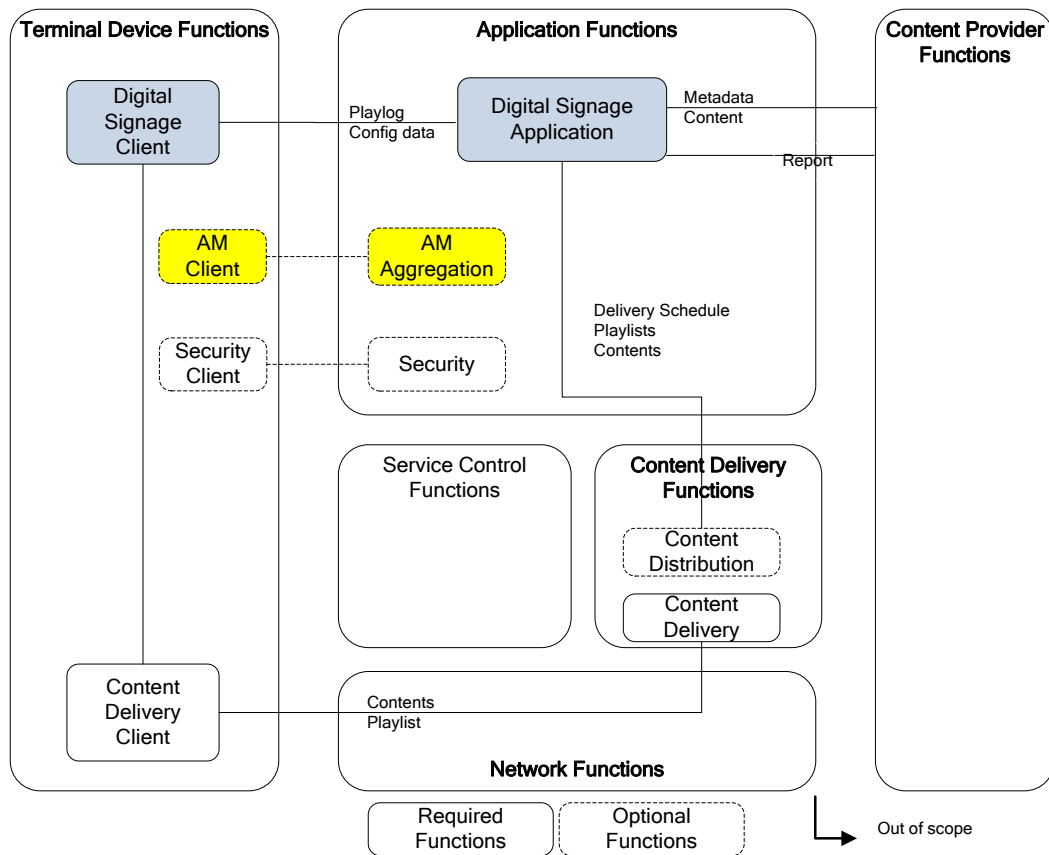 Terminal Device Functions
Application Functions
Content Provider
Functions
Digital
Signage
Client
Playlog
Config data
Digital Signage
Application
Metadata
Content
Report
AM
Client
AM
Aggregation
Delivery Schedule
Playlists
Contents
Security
Client
Security
Service Control
Functions
Content Delivery
Functions
Content
Distribution
Content
Delivery
Content
Delivery
Client
Contents
Playlist
Network Functions
Required
Functions
Optional
Functions
Out of scope